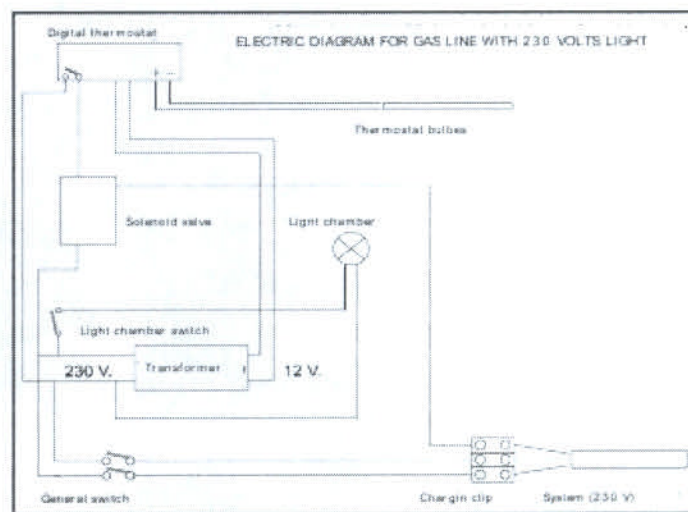 Digital thermostat
ELECTRIC DIAGRAM FOR GAS LINE WITH 230 VOLTS LIGHT
+ -
Thermostat bulbes
Solenoid valve
Light chamber
Light chamber switch
230 V.
Transformer
12 V.
General switch
Chargin clip
System (230 V)